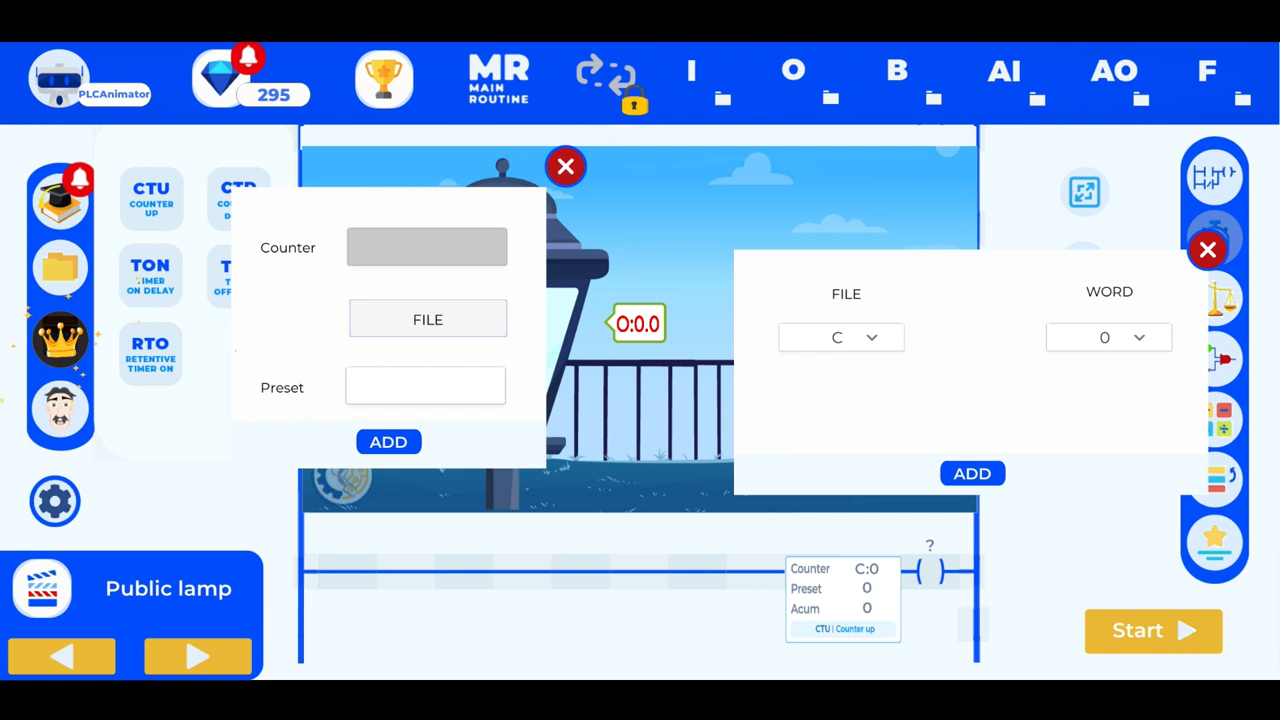 PLCAnimator
295
MR
MAIN
ROUTINE
I
O
B
AI
AO
F
CTU
COUNTER
UP
TON
ON DELAY
RTO
RETENTIVE
TIMER ON
Counter
FILE
Preset
ADD
O:0.0
FILE
WORD
C
0
ADD
?
Counter C:0
Preset 0
Acum 0
CTU | Counter up
Public lamp
Start